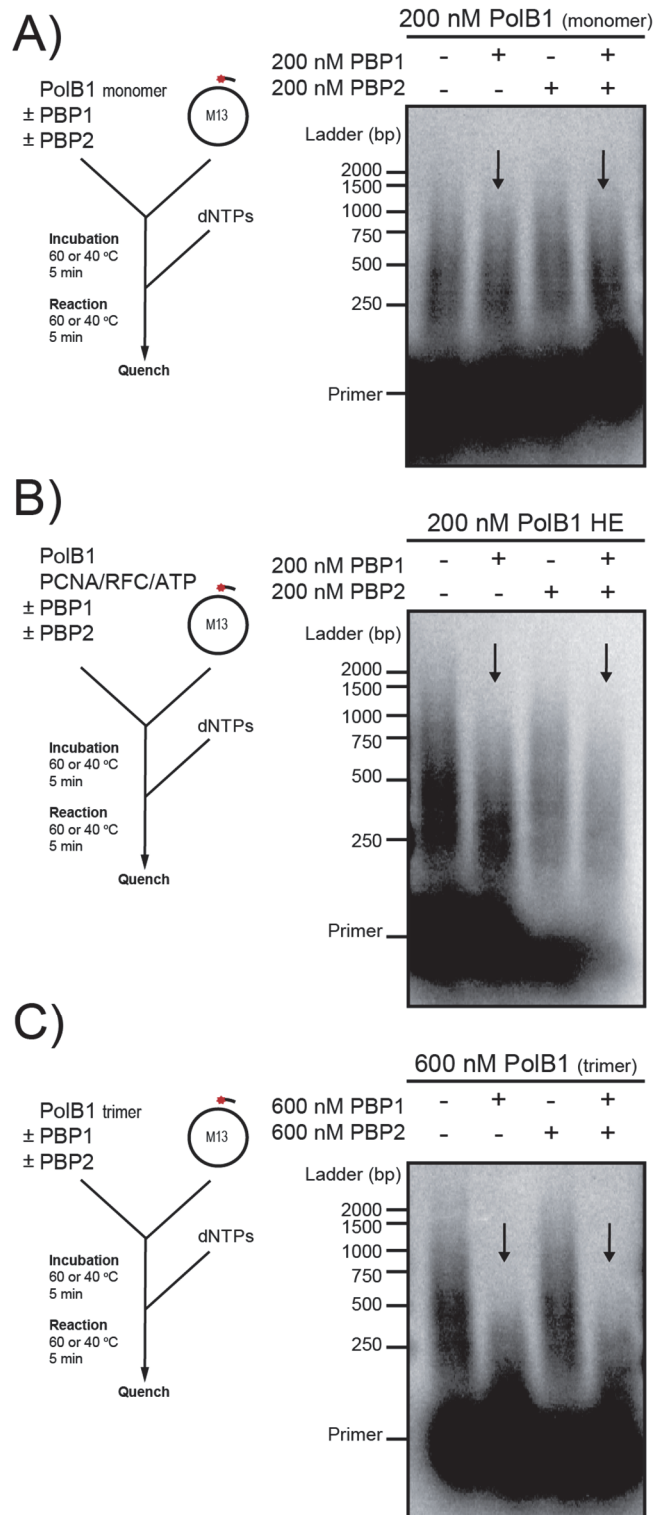 A)
PolB1 monomer
± PBP1
± PBP2
M13
dNTPs
Incubation
60 or 40 ºC
5 min
Reaction
60 or 40 ºC
5 min
Quench
200 nM PolB1 (monomer)
200 nM PBP1 - + - +
200 nM PBP2 - - + +
Ladder (bp)
2000
1500
1000
750
500
250
Primer
B)
PolB1
PCNA/RFC/ATP
± PBP1
± PBP2
M13
dNTPs
Incubation
60 or 40 ºC
5 min
Reaction
60 or 40 ºC
5 min
Quench
200 nM PolB1 HE
200 nM PBP1 - + - +
200 nM PBP2 - - + +
Ladder (bp)
2000
1500
1000
750
500
250
Primer
C)
PolB1 trimer
± PBP1
± PBP2
M13
dNTPs
Incubation
60 or 40 ºC
5 min
Reaction
60 or 40 ºC
5 min
Quench
600 nM PolB1 (trimer)
600 nM PBP1 - + - +
600 nM PBP2 - - + +
Ladder (bp)
2000
1500
1000
750
500
250
Primer